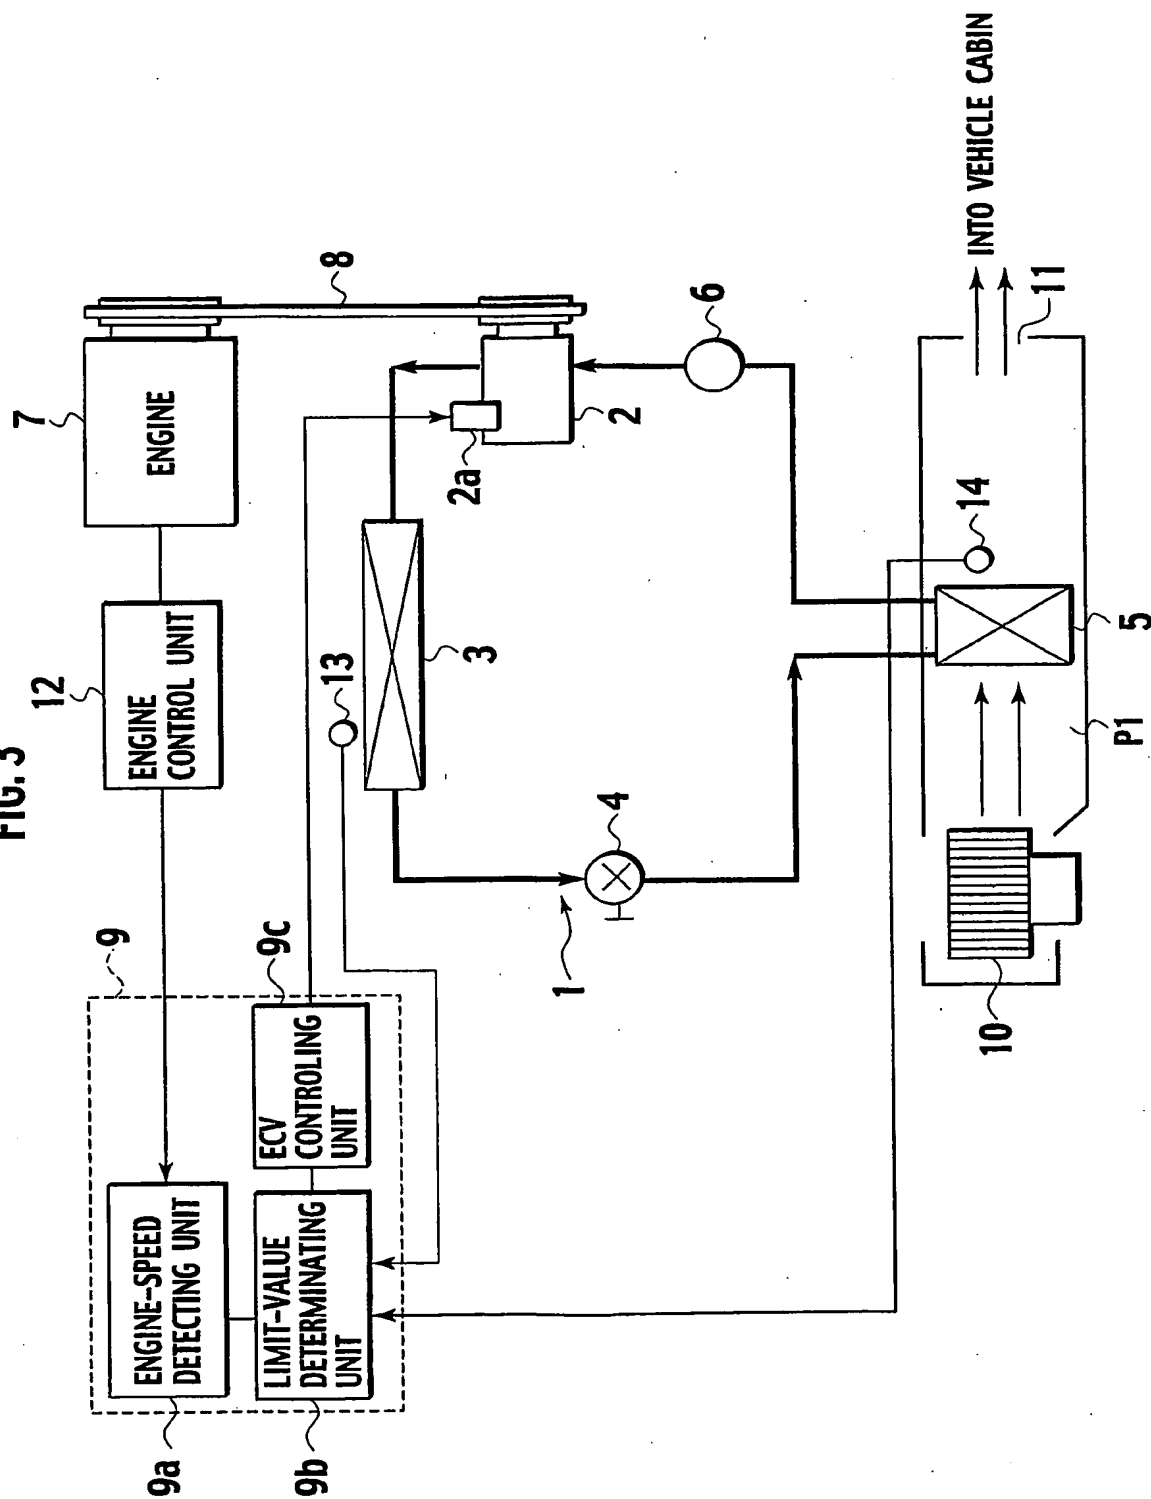 FIG.
9a
ENGINE-SPEED
DETECTING UNIT
9
12
ENGINE
CONTROL UNIT
7
ENGINE
8
9b
LIMIT-VALUE
DETERMINATING
UNIT
9c
ECV
CONTROLING
UNIT
13
3
2a
2
1
4
6
10
P1
5
14
11
INTO VEHICLE CABIN